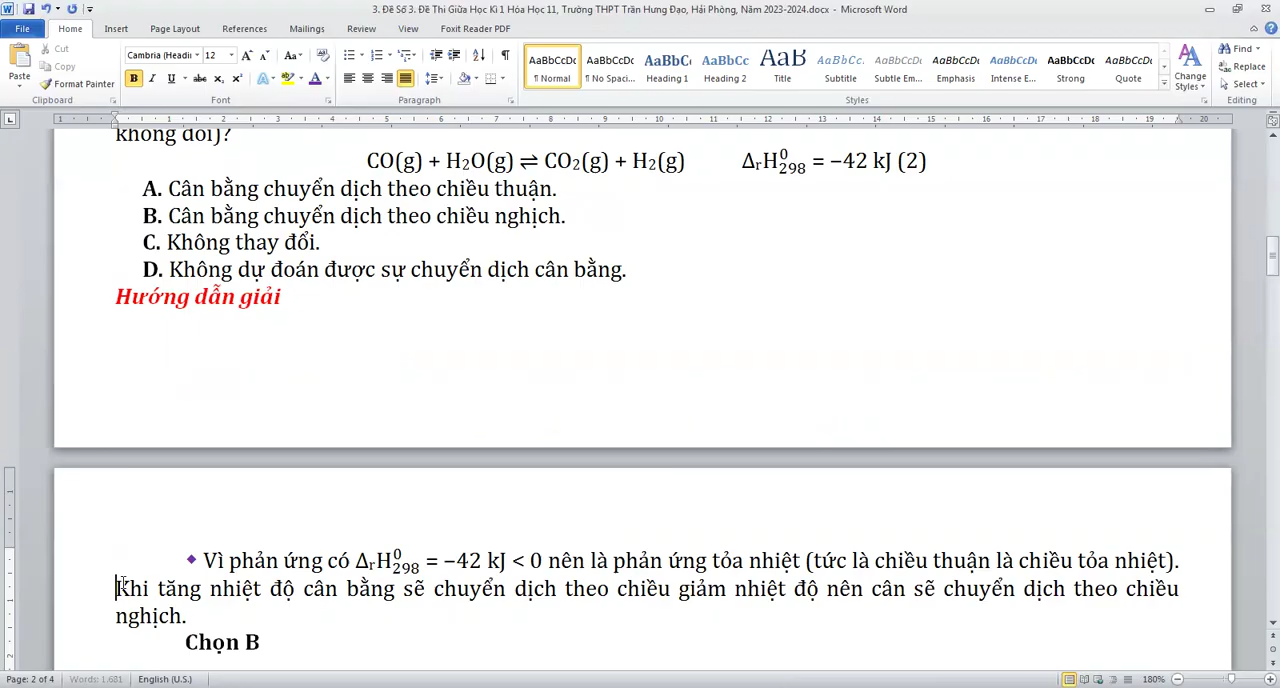 3. Đề Số 3. Đề Thi Giữa Học Kì 1 Hóa Học 11, Trường THPT Trần Hưng Đạo, Hải Phòng, Năm 2023-2024.docx - Microsoft Word
File Home Insert Page Layout References Mailings Review View Foxit Reader PDF
Paste
Cut
Copy
Format Painter
Cambria (Headi 12
AaBbCcDc AaBbCcDc AaBbCc AaBbCc AaB AaBbCc. AaBbCcDc AaBbCcDc AaBbCcDc AaBbCcDc AaBbCcDc
¶ Normal ¶ No Spaci... Heading 1 Heading 2 Title Subtitle Subtle Em... Emphasis Intense E... Strong Quote
Change Styles
Find
Replace
Select
Clipboard Font Paragraph Styles Editing
không đổi)?
CO(g) + H₂O(g) ⇌ CO₂(g) + H₂(g) ΔᵣH⁰₂₉₈ = −42 kJ (2)
A. Cân bằng chuyển dịch theo chiều thuận.
B. Cân bằng chuyển dịch theo chiều nghịch.
C. Không thay đổi.
D. Không dự đoán được sự chuyển dịch cân bằng.
Hướng dẫn giải
❖ Vì phản ứng có ΔᵣH⁰₂₉₈ = −42 kJ < 0 nên là phản ứng tỏa nhiệt (tức là chiều thuận là chiều tỏa nhiệt).
Khi tăng nhiệt độ cân bằng sẽ chuyển dịch theo chiều giảm nhiệt độ nên cân sẽ chuyển dịch theo chiều
nghịch.
Chọn B
Page: 2 of 4 Words: 1.681 English (U.S.) 180%